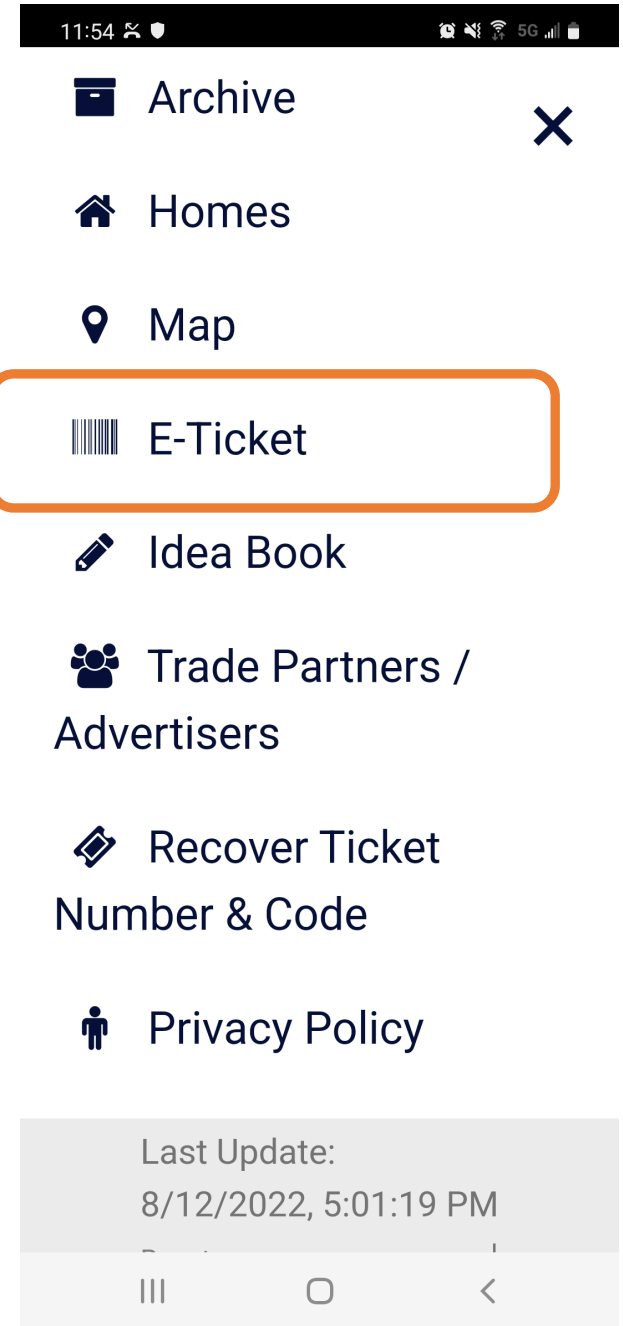 11:54
5G
Archive
Homes
Map
E-Ticket
Idea Book
Trade Partners /
Advertisers
Recover Ticket
Number & Code
Privacy Policy
Last Update:
8/12/2022, 5:01:19 PM